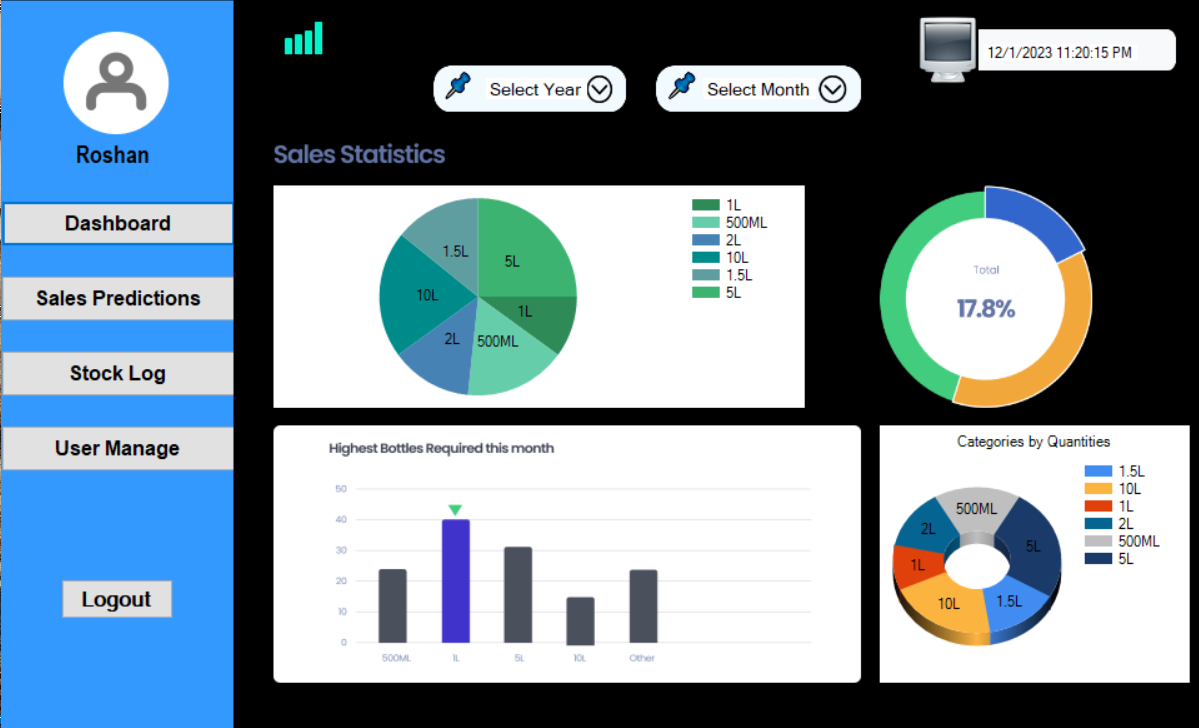 12/1/2023 11:20:15 PM
Select Year
Select Month
Roshan
Dashboard
Sales Predictions
Stock Log
User Manage
Logout
Sales Statistics
1.5L
5L
10L
1L
2L
500ML
1L
500ML
2L
10L
1.5L
5L
Total
17.8%
Highest Bottles Required this month
50
40
30
20
10
0
500ML
1L
5L
10L
Other
Categories by Quantities
500ML
2L
5L
1L
10L
1.5L
1.5L
10L
1L
2L
500ML
5L